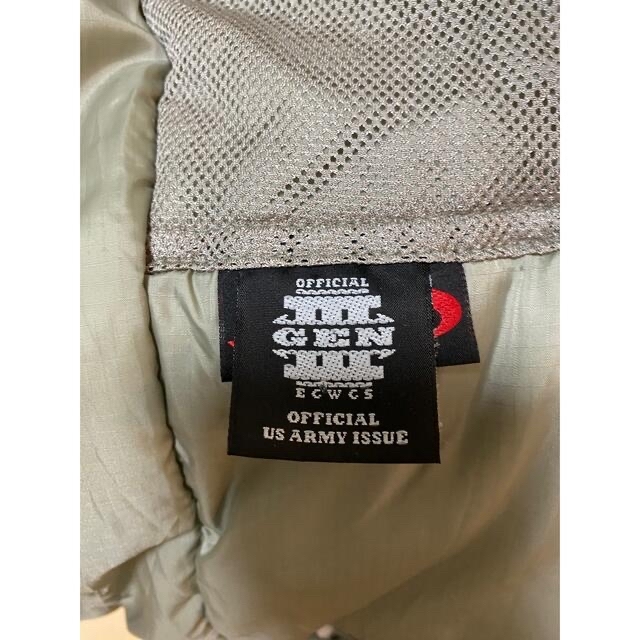 OFFICIAL
III
GEN
III
ECWCS
OFFICIAL
US ARMY ISSUE